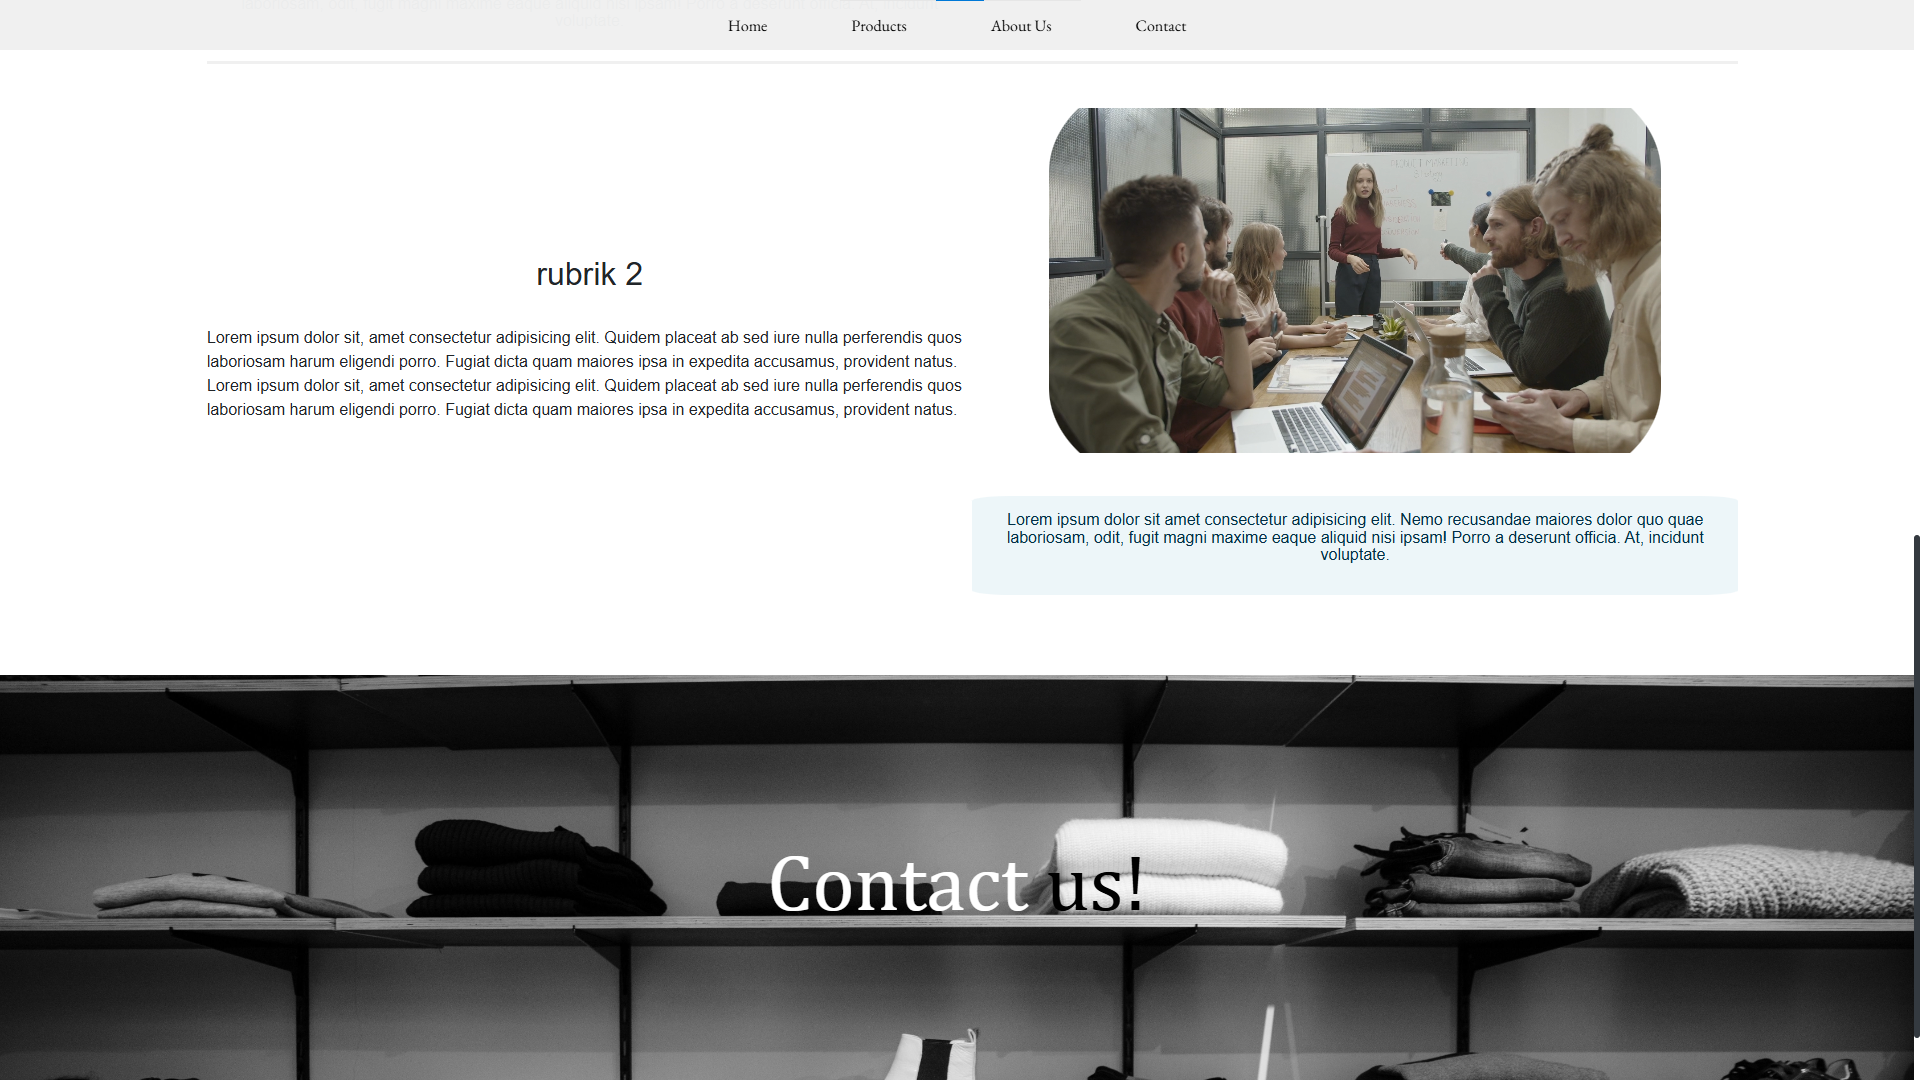 Home Products About Us Contact
PRODUCT MARKETING
rubrik 2
Lorem ipsum dolor sit, amet consectetur adipisicing elit. Quidem placeat ab sed iure nulla perferendis quos
laboriosam harum eligendi porro. Fugiat dicta quam maiores ipsa in expedita accusamus, provident natus.
Lorem ipsum dolor sit, amet consectetur adipisicing elit. Quidem placeat ab sed iure nulla perferendis quos
laboriosam harum eligendi porro. Fugiat dicta quam maiores ipsa in expedita accusamus, provident natus.
Lorem ipsum dolor sit amet consectetur adipisicing elit. Nemo recusandae maiores dolor quo quae
laboriosam, odit, fugit magni maxime eaque aliquid nisi ipsam! Porro a deserunt officia. At, incidunt
voluptate.
Contact us!